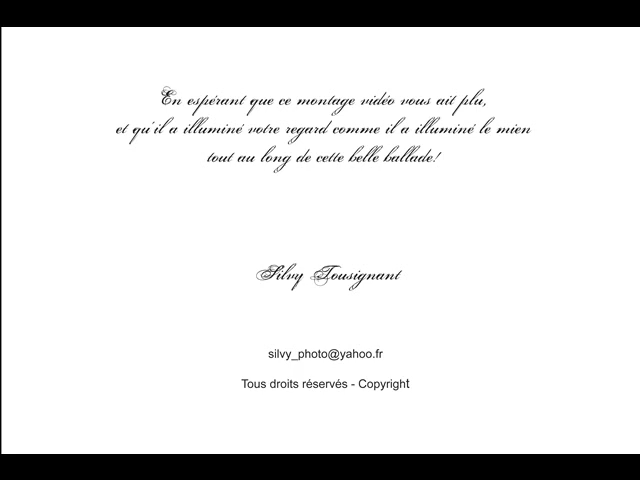 En espérant que ce montage vidéo vous ait plu,
et qu'il a illuminé votre regard comme il a illuminé le mien
tout au long de cette belle ballade!
Silvy Tousignant
silvy_photo@yahoo.fr
Tous droits réservés - Copyright